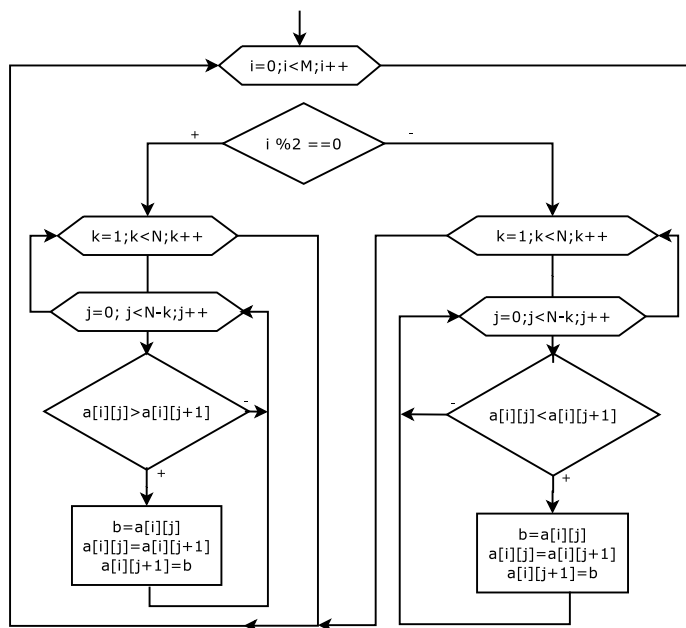 i=0;i<M;i++
i %2 ==0
+
-
k=1;k<N;k++
k=1;k<N;k++
j=0; j<N-k;j++
j=0;j<N-k;j++
a[i][j]>a[i][j+1]
-
+
a[i][j]<a[i][j+1]
-
+
b=a[i][j]
a[i][j]=a[i][j+1]
a[i][j+1]=b
b=a[i][j]
a[i][j]=a[i][j+1]
a[i][j+1]=b